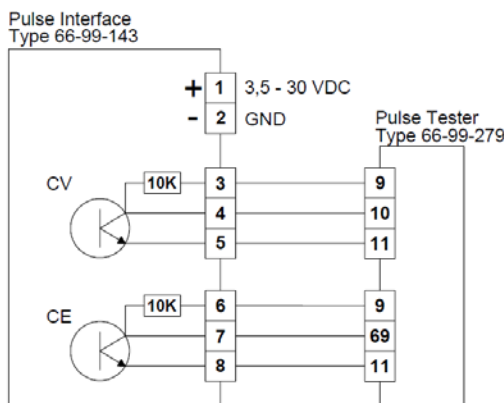 Pulse Interface
Type 66-99-143
+ 1 3,5 - 30 VDC
- 2 GND
Pulse Tester
Type 66-99-279
CV 10K 3 9
4 10
5 11
CE 10K 6 9
7 69
8 11